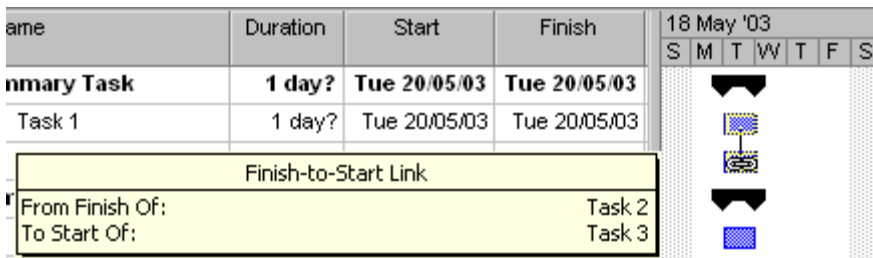 ame Duration Start Finish 18 May '03
S M T W T F S
mmary Task 1 day? Tue 20/05/03 Tue 20/05/03
Task 1 1 day? Tue 20/05/03 Tue 20/05/03
Finish-to-Start Link
From Finish Of: Task 2
To Start Of: Task 3